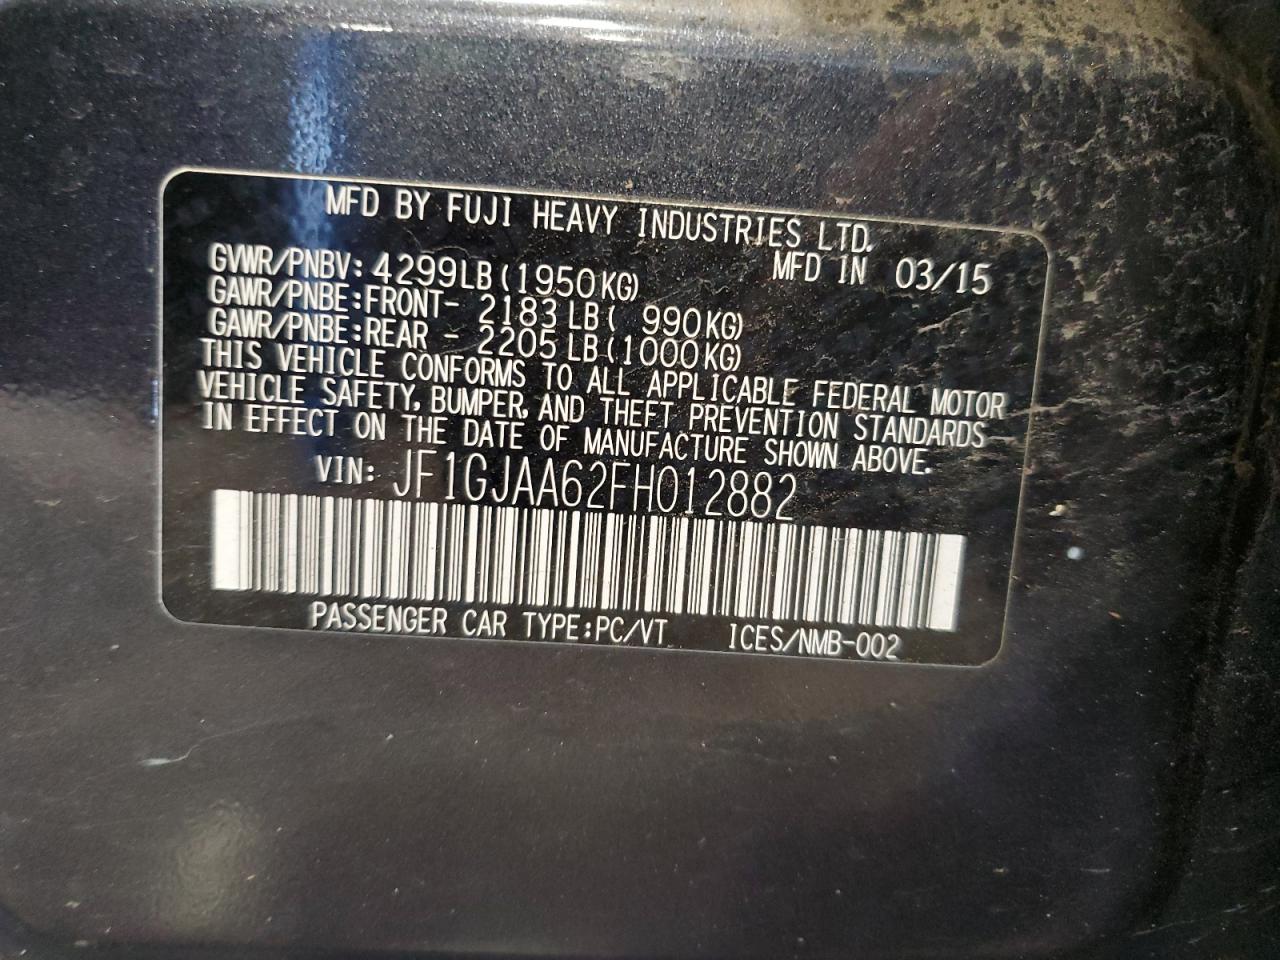 MFD BY FUJI HEAVY INDUSTRIES LTD.
MFD IN 03/15
GVWR/PNBV: 4299LB (1950KG)
GAWR/PNBE: FRONT- 2183 LB ( 990KG)
GAWR/PNBE: REAR - 2205 LB (1000KG)
THIS VEHICLE CONFORMS TO ALL APPLICABLE FEDERAL MOTOR
VEHICLE SAFETY, BUMPER, AND THEFT PREVENTION STANDARDS
IN EFFECT ON THE DATE OF MANUFACTURE SHOWN ABOVE.
VIN: JF1GJAA62FH012882
PASSENGER CAR TYPE:PC/VT ICES/NMB-002